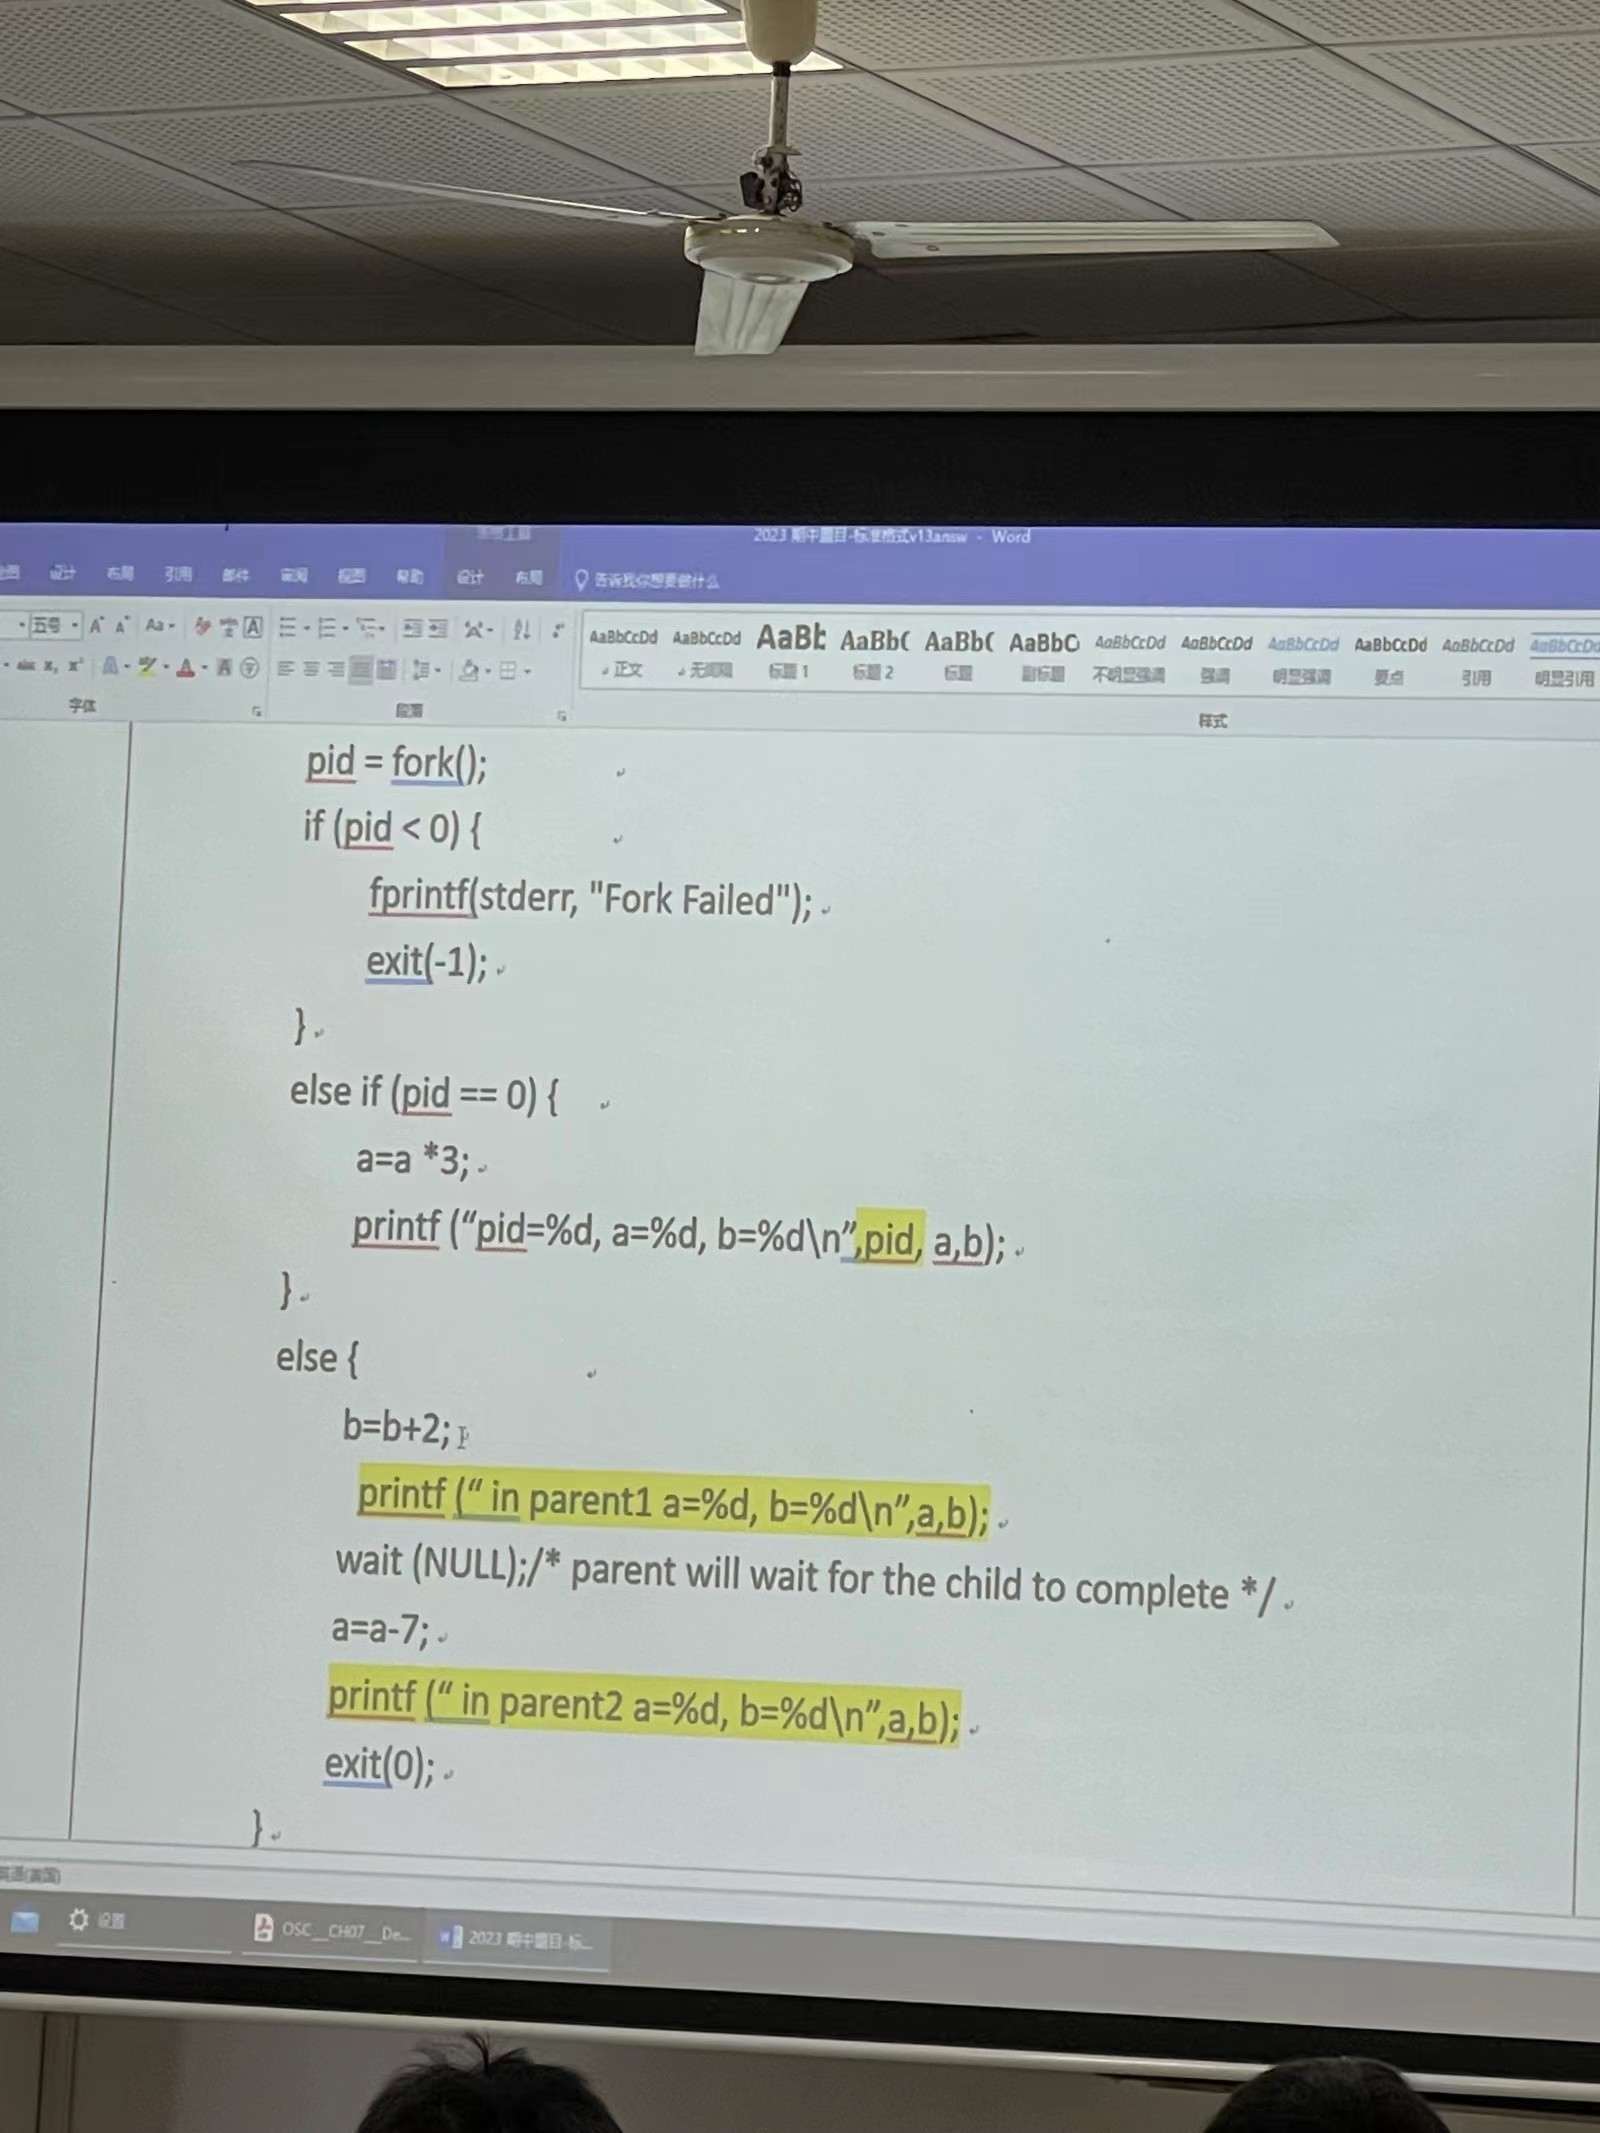 2023 期中题目-标准格式v13answ - Word
设计 布局 引用 邮件 审阅 视图 帮助 设计 布局 告诉我你想要做什么
五号 Aa
AaBbCcDd AaBbCcDd AaBb AaBb( AaBb( AaBbC AaBbCcDd AaBbCcDd AaBbCcDd AaBbCcDd AaBbCcDd AaBbCcDd
正文 无间隔 标题 1 标题 2 标题 副标题 不明显强调 强调 明显强调 要点 引用 明显引用
字体 段落 样式
pid = fork();
if (pid < 0) {
fprintf(stderr, "Fork Failed");
exit(-1);
}
else if (pid == 0) {
a=a *3;
printf (“pid=%d, a=%d, b=%d\n”,pid, a,b);
}
else {
b=b+2;
printf (“ in parent1 a=%d, b=%d\n”,a,b);
wait (NULL);/* parent will wait for the child to complete */
a=a-7;
printf (“ in parent2 a=%d, b=%d\n”,a,b);
exit(0);
}
英语(美国)
设置 OSC__CH07__De... 2023 期中题目-标...